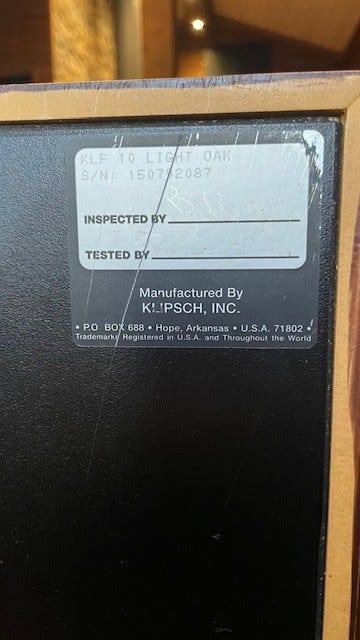 KLF 10 LIGHT OAK
S/N: 150792087
INSPECTED BY
TESTED BY
Manufactured By
KLIPSCH, INC.
• P.O. BOX 688 • Hope, Arkansas • U.S.A. 71802 •
Trademarks Registered in U.S.A. and Throughout the World